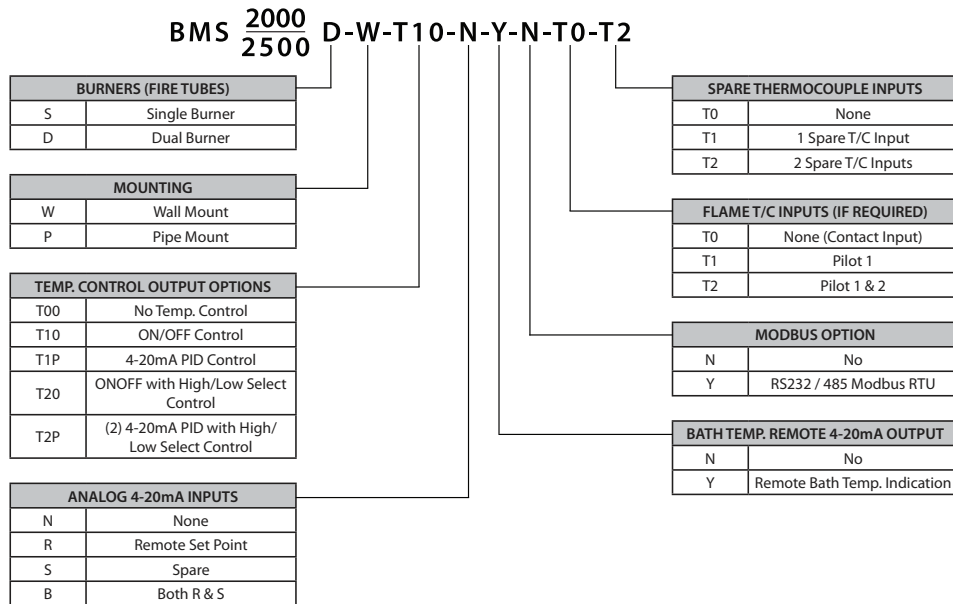 BMS 2000 D-W-T10-N-Y-N-T0-T2
2500
BURNERS (FIRE TUBES)
S Single Burner
D Dual Burner
MOUNTING
W Wall Mount
P Pipe Mount
TEMP. CONTROL OUTPUT OPTIONS
T00 No Temp. Control
T10 ON/OFF Control
T1P 4-20mA PID Control
T20 ONOFF with High/Low Select
Control
T2P (2) 4-20mA PID with High/
Low Select Control
ANALOG 4-20mA INPUTS
N None
R Remote Set Point
S Spare
B Both R & S
SPARE THERMOCOUPLE INPUTS
T0 None
T1 1 Spare T/C Input
T2 2 Spare T/C Inputs
FLAME T/C INPUTS (IF REQUIRED)
T0 None (Contact Input)
T1 Pilot 1
T2 Pilot 1 & 2
MODBUS OPTION
N No
Y RS232 / 485 Modbus RTU
BATH TEMP. REMOTE 4-20mA OUTPUT
N No
Y Remote Bath Temp. Indication